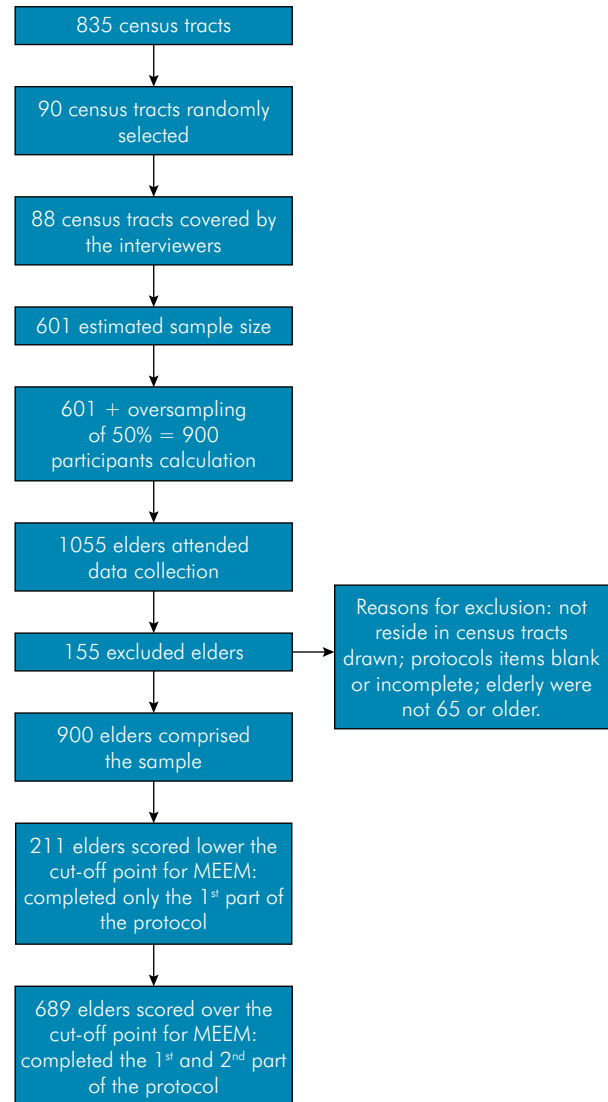 835 census tracts
90 census tracts randomly
selected
88 census tracts covered by
the interviewers
601 estimated sample size
601 + oversampling
of 50% = 900
participants calculation
1055 elders attended
data collection
155 excluded elders
Reasons for exclusion: not
reside in census tracts
drawn; protocols items blank
or incomplete; elderly were
not 65 or older.
900 elders comprised
the sample
211 elders scored lower the
cut-off point for MEEM:
completed only the 1st part of
the protocol
689 elders scored over the
cut-off point for MEEM:
completed the 1st and 2nd part
of the protocol